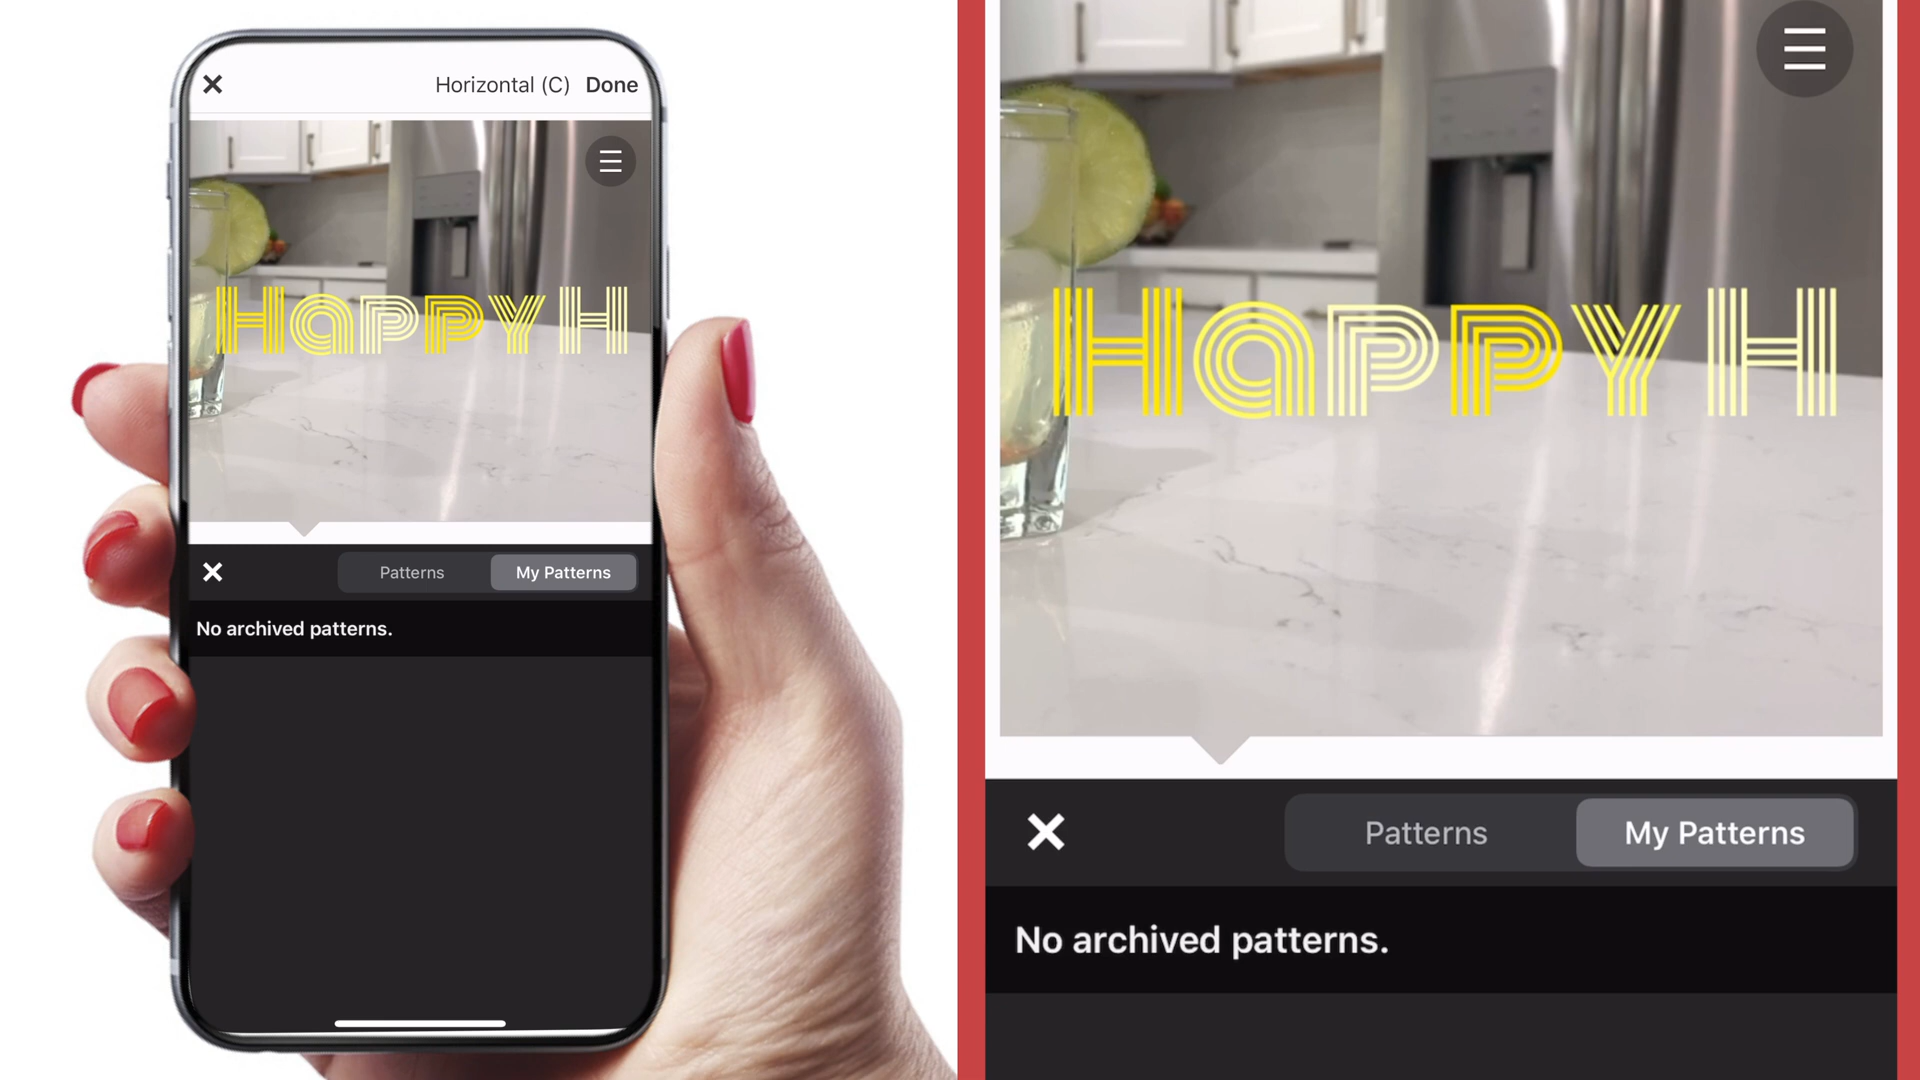 Horizontal (C) Done
Happy H
Patterns My Patterns
No archived patterns.
Happy H
Patterns My Patterns
No archived patterns.